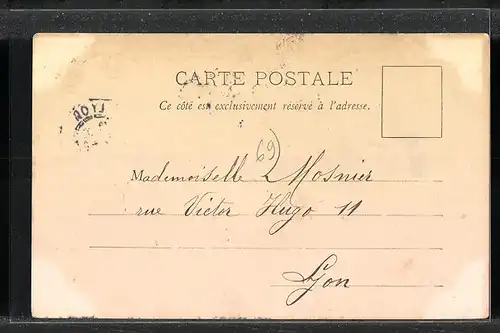 CARTE POSTALE
Ce côté est exclusivement réservé à l'adresse.
69
Mademoiselle L Mosnier
rue Victor Hugo 11
Lyon